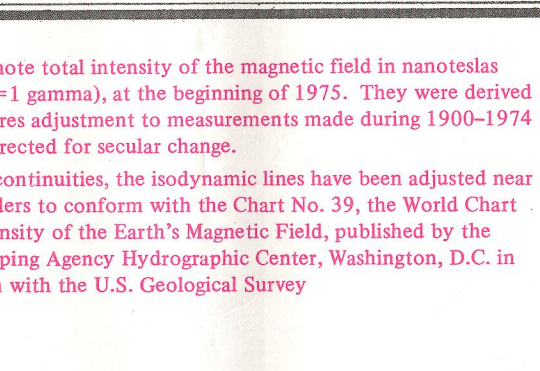 note total intensity of the magnetic field in nanoteslas
=1 gamma), at the beginning of 1975. They were derived
res adjustment to measurements made during 1900–1974
rected for secular change.
continuities, the isodynamic lines have been adjusted near
ders to conform with the Chart No. 39, the World Chart
nsity of the Earth's Magnetic Field, published by the
ping Agency Hydrographic Center, Washington, D.C. in
with the U.S. Geological Survey